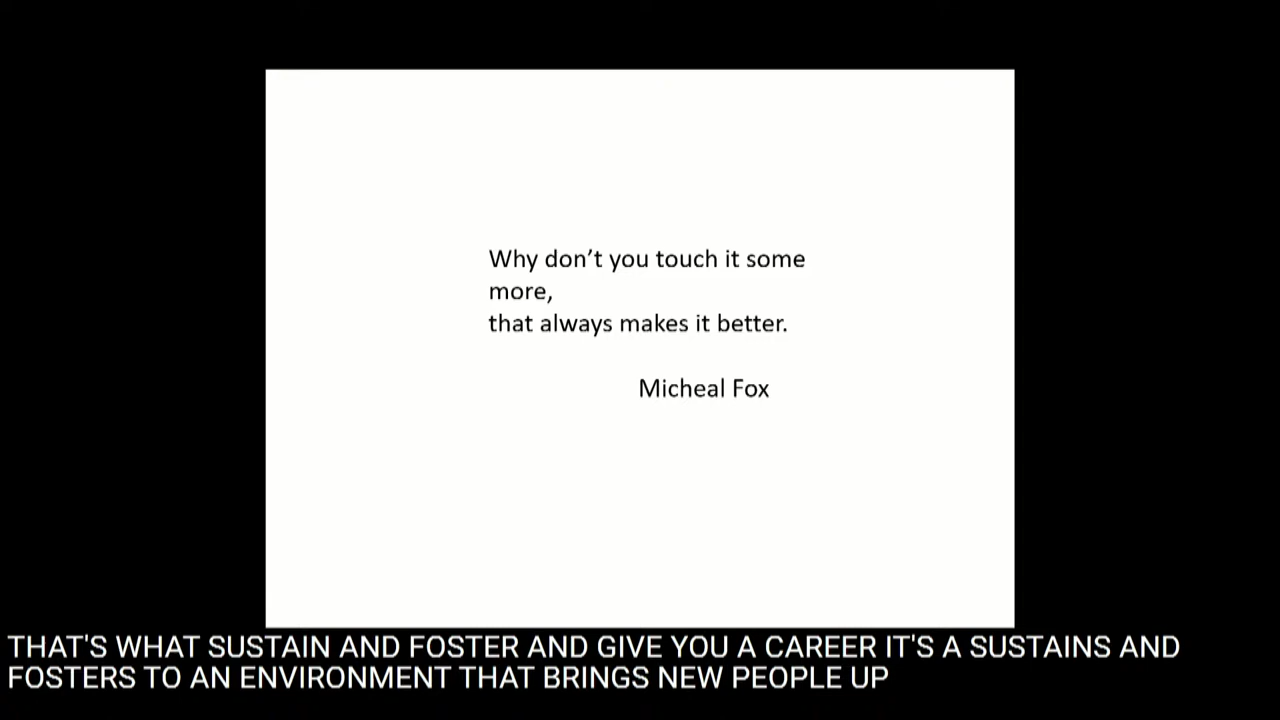 Why don’t you touch it some
more,
that always makes it better.
Micheal Fox
THAT'S WHAT SUSTAIN AND FOSTER AND GIVE YOU A CAREER IT'S A SUSTAINS AND
FOSTERS TO AN ENVIRONMENT THAT BRINGS NEW PEOPLE UP